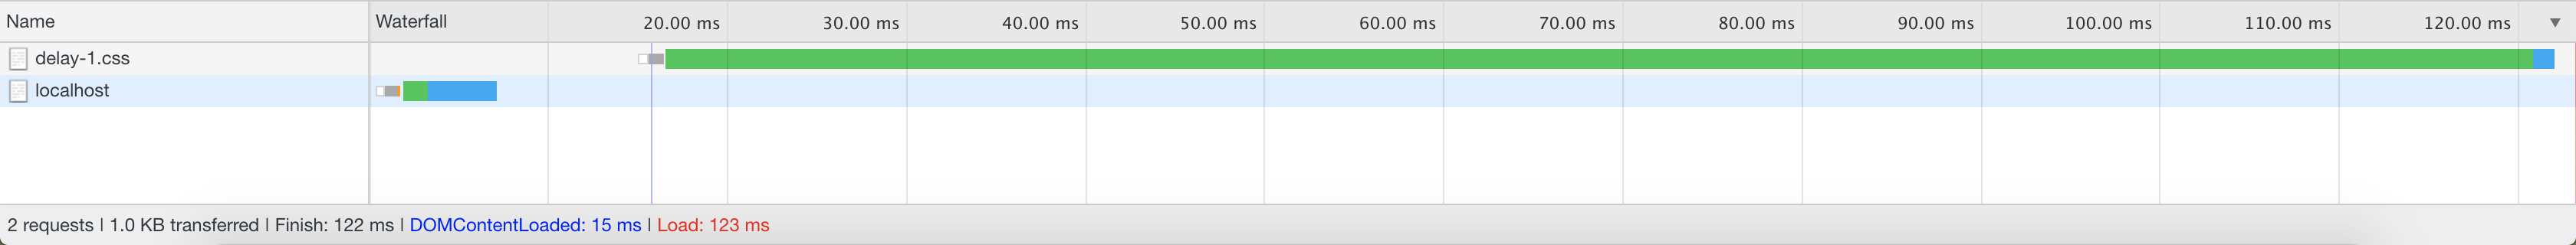 Name Waterfall 20.00 ms 30.00 ms 40.00 ms 50.00 ms 60.00 ms 70.00 ms 80.00 ms 90.00 ms 100.00 ms 110.00 ms 120.00 ms ▼
delay-1.css
localhost
2 requests | 1.0 KB transferred | Finish: 122 ms | DOMContentLoaded: 15 ms | Load: 123 ms